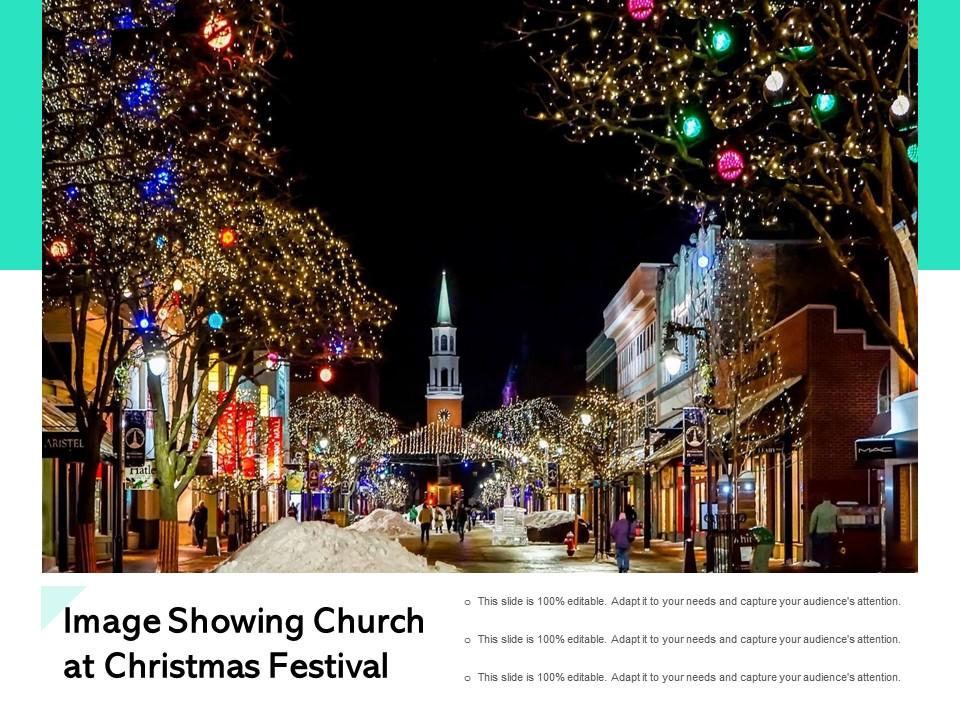 ARISTEL
MALL
MAC
Image Showing Church
at Christmas Festival
○ This slide is 100% editable. Adapt it to your needs and capture your audience's attention.
○ This slide is 100% editable. Adapt it to your needs and capture your audience's attention.
○ This slide is 100% editable. Adapt it to your needs and capture your audience's attention.